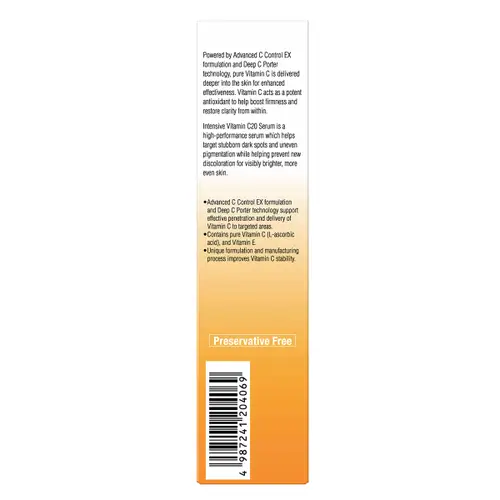 Powered by Advanced C Control EX
formulation and Deep C Porter
technology, pure Vitamin C is delivered
deeper into the skin for enhanced
effectiveness. Vitamin C acts as a potent
antioxidant to help boost firmness and
restore clarity from within.
Intensive Vitamin C20 Serum is a
high-performance serum which helps
target stubborn dark spots and uneven
pigmentation while helping prevent new
discoloration for visibly brighter, more
even skin.
•Advanced C Control EX formulation
and Deep C Porter technology support
effective penetration and delivery of
Vitamin C to targeted areas.
•Contains pure Vitamin C (L-ascorbic
acid), and Vitamin E.
•Unique formulation and manufacturing
process improves Vitamin C stability.
Preservative Free
4 987241 204069